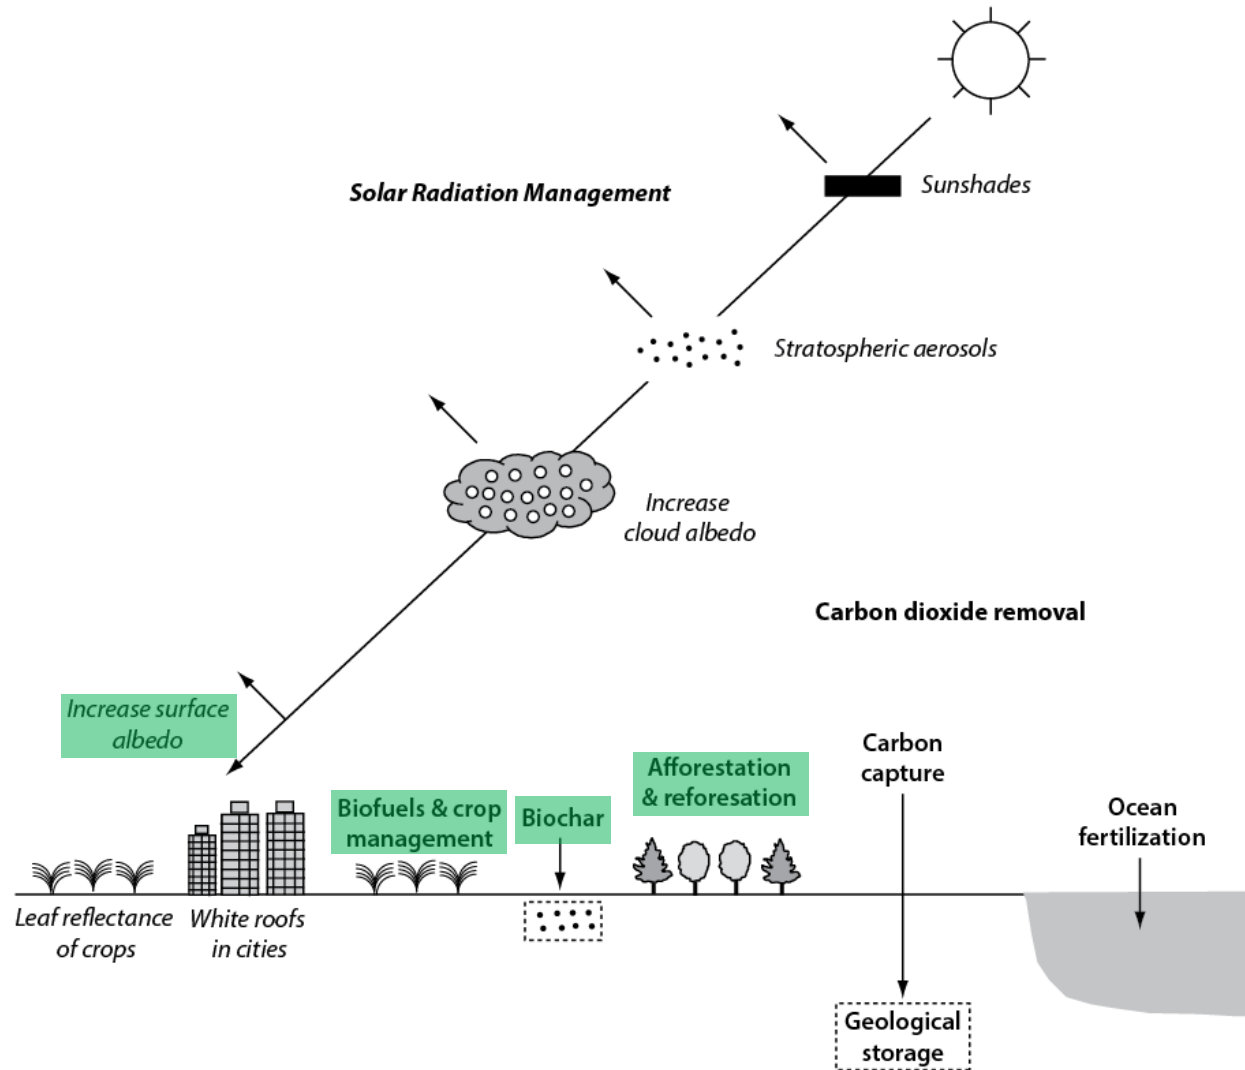 Solar Radiation Management
Sunshades
Stratospheric aerosols
Increase
cloud albedo
Carbon dioxide removal
Increase surface
albedo
Biofuels & crop
management
Biochar
Afforestation
& reforesation
Carbon
capture
Ocean
fertilization
Leaf reflectance
of crops
White roofs
in cities
Geological
storage